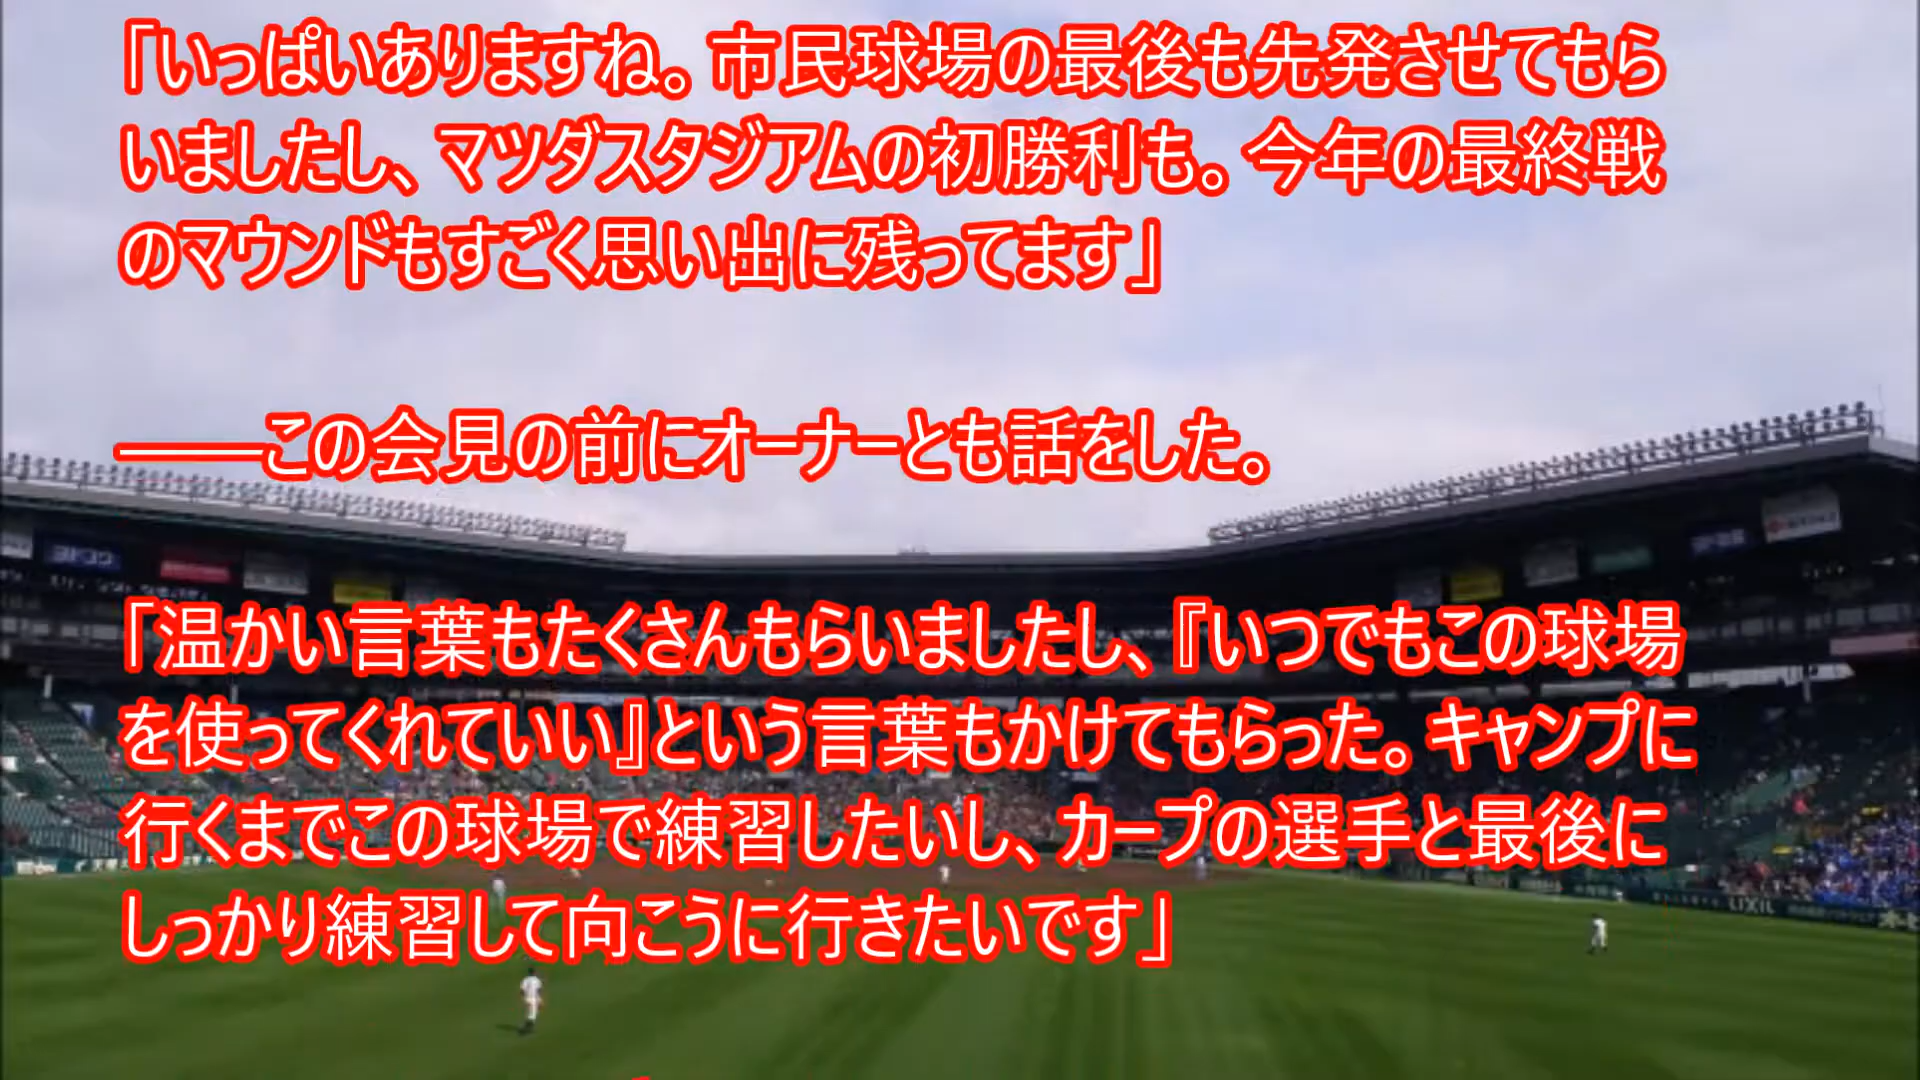 「いっぱいありますね。市民球場の最後も先発させてもら
いましたし、マツダスタジアムの初勝利も。今年の最終戦
のマウンドもすごく思い出に残ってます」
――この会見の前にオーナーとも話をした。
「温かい言葉もたくさんもらいましたし、『いつでもこの球場
を使ってくれていい』という言葉もかけてもらった。キャンプに
行くまでこの球場で練習したいし、カープの選手と最後に
しっかり練習して向こうに行きたいです」
LIXIL